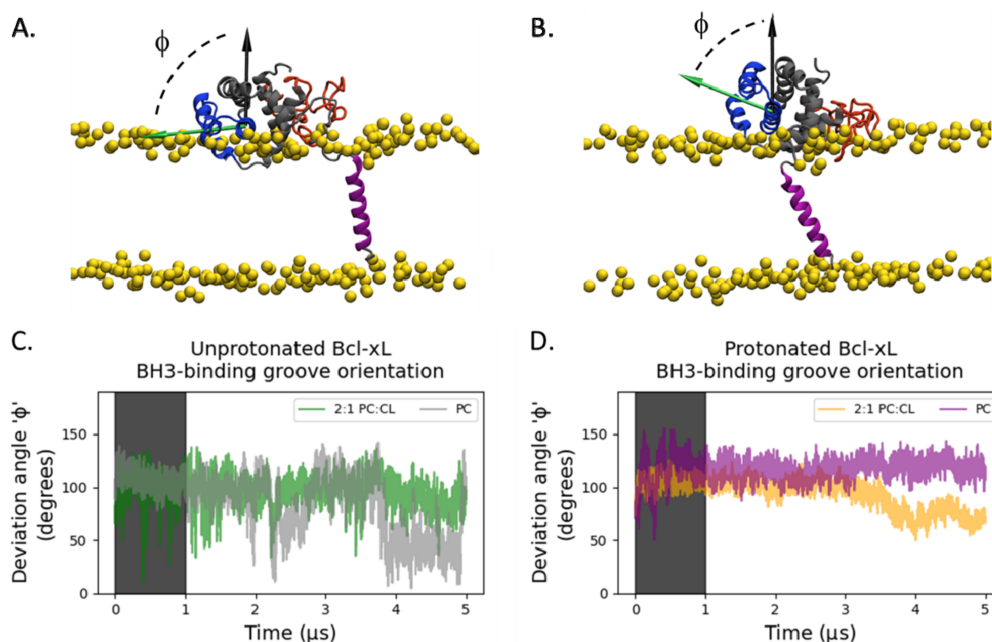 A.
B.
ϕ
ϕ
C.
D.
Unprotonated Bcl-xL
BH3-binding groove orientation
2:1 PC:CL
PC
Deviation angle 'ϕ'
(degrees)
150
100
50
0
0 1 2 3 4 5
Time (μs)
Protonated Bcl-xL
BH3-binding groove orientation
2:1 PC:CL
PC
Deviation angle 'ϕ'
(degrees)
150
100
50
0
0 1 2 3 4 5
Time (μs)